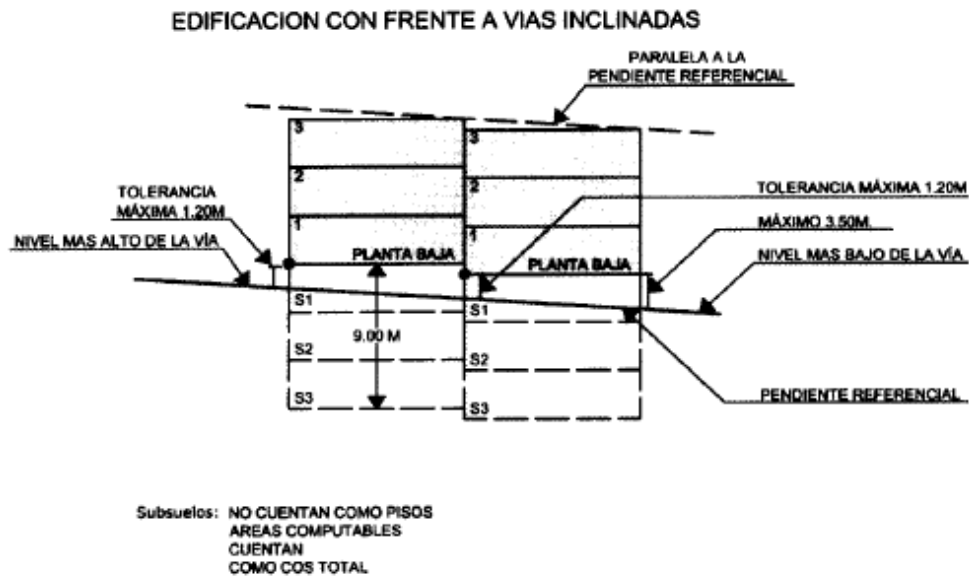 EDIFICACION CON FRENTE A VIAS INCLINADAS
PARALELA A LA
PENDIENTE REFERENCIAL
3
3
2
2
TOLERANCIA
MÁXIMA 1.20M
TOLERANCIA MÁXIMA 1.20M
1
1
MÁXIMO 3.50M.
NIVEL MAS ALTO DE LA VÍA
PLANTA BAJA
PLANTA BAJA
NIVEL MAS BAJO DE LA VÍA
S1
S1
9.00 M
S2
S2
S3
S3
PENDIENTE REFERENCIAL
Subsuelos: NO CUENTAN COMO PISOS
AREAS COMPUTABLES
CUENTAN
COMO COS TOTAL